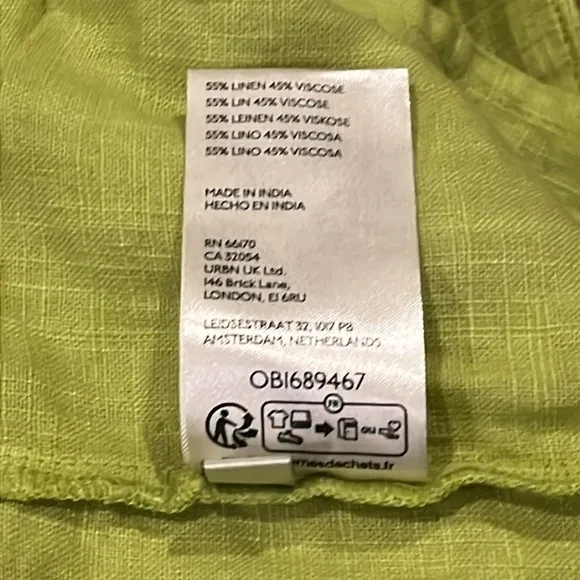 55% LINEN 45% VISCOSE
55% LIN 45% VISCOSE
55% LEINEN 45% VISKOSE
55% LINO 45% VISCOSA
55% LINO 45% VISCOSA
MADE IN INDIA
HECHO EN INDIA
RN 66170
CA 32054
URBN UK Ltd.
146 Brick Lane,
LONDON, E1 6RU
LEIDSESTRAAT 32, 1017 PB
AMSTERDAM, NETHERLANDS
OB1689467
FR
ou
mesdechets.fr